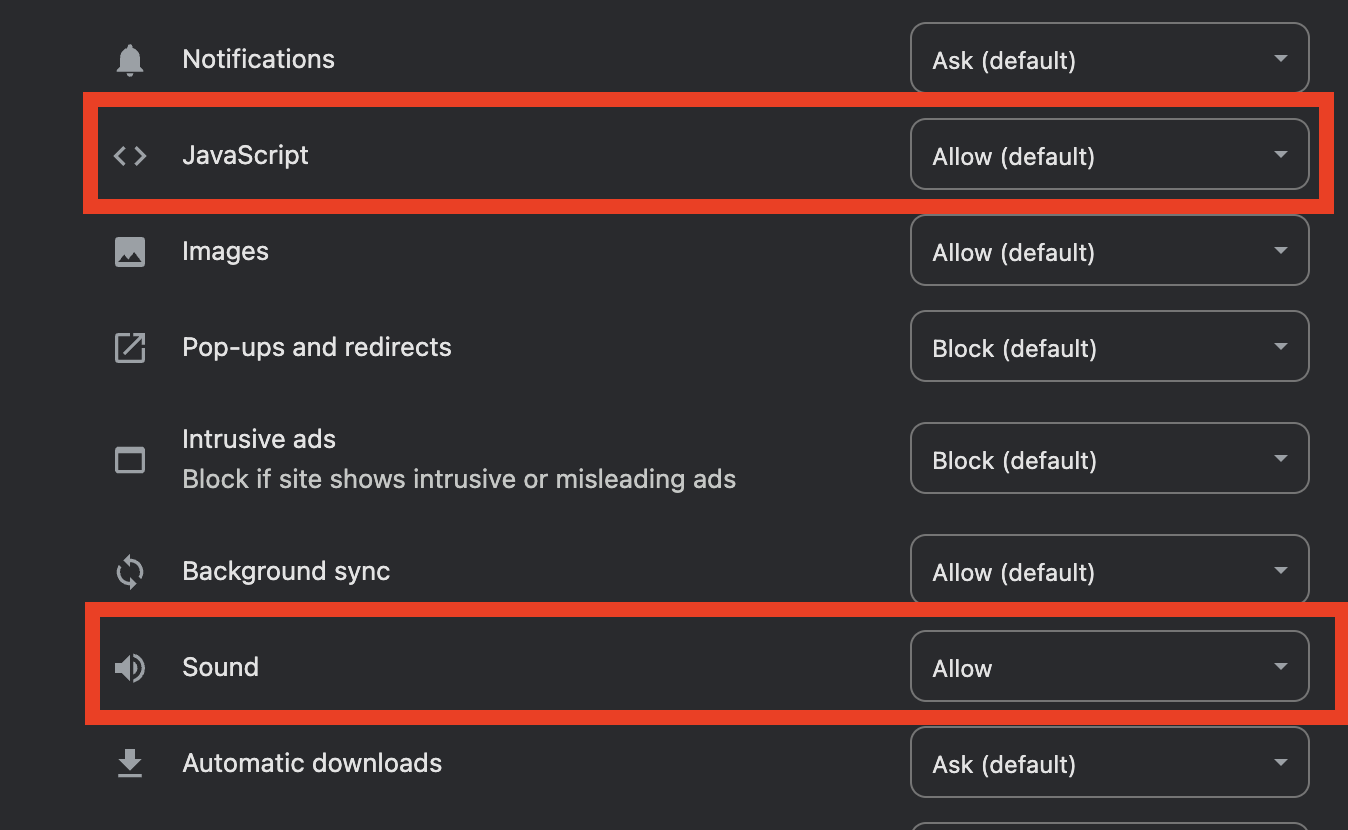 Notifications
Ask (default)
JavaScript
Allow (default)
Images
Allow (default)
Pop-ups and redirects
Block (default)
Intrusive ads
Block if site shows intrusive or misleading ads
Block (default)
Background sync
Allow (default)
Sound
Allow
Automatic downloads
Ask (default)